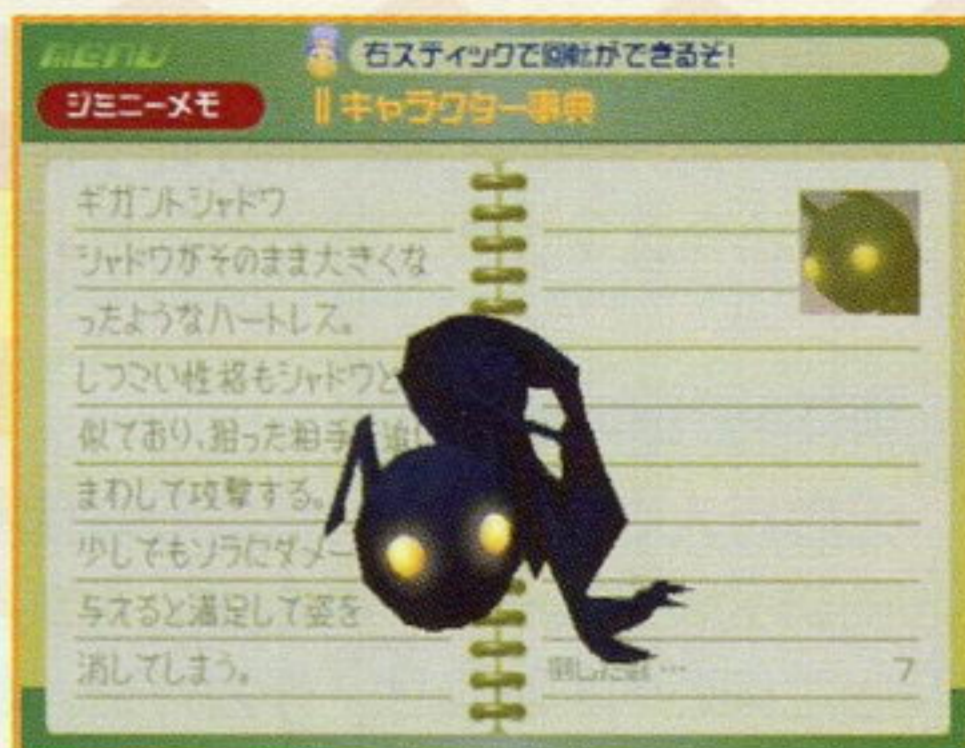 MENU
右スティックで回転ができるぞ!
ジミニーメモ
キャラクター事典
ギガントシャドウ
シャドウがそのまま大きくな
ったようなハートレス。
しつこい性格もシャドウと
似ており、狙った相手
まわして攻撃する。
少しでもソラにダメー
与えると満足して姿を
消してしまう。
倒した数… 7